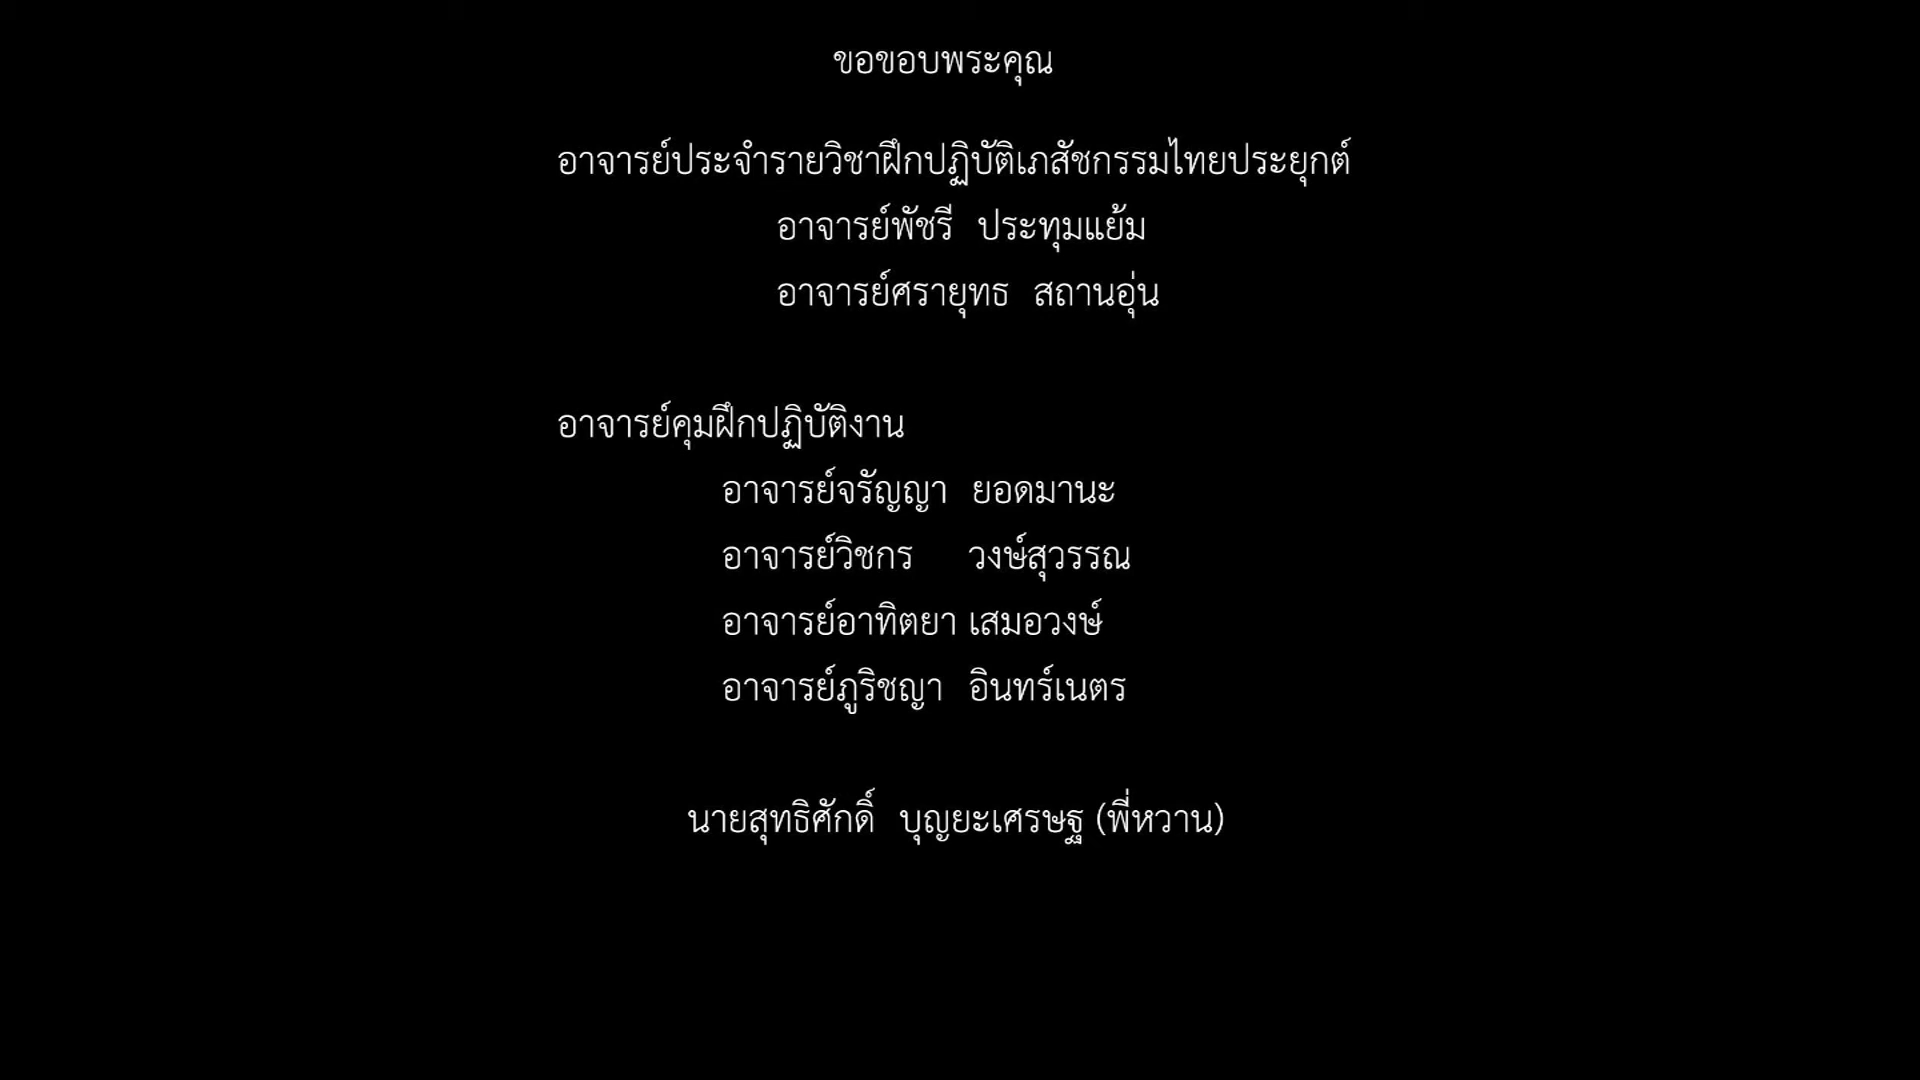 ขอขอบพระคุณ
อาจารย์ประจำรายวิชาฝึกปฏิบัติเภสัชกรรมไทยประยุกต์
อาจารย์พัชรี ประทุมแย้ม
อาจารย์ศรายุทธ สถานอุ่น
อาจารย์คุมฝึกปฏิบัติงาน
อาจารย์จรัญญา ยอดมานะ
อาจารย์วิชกร วงษ์สุวรรณ
อาจารย์อาทิตยา เสมอวงษ์
อาจารย์ภูริชญา อินทร์เนตร
นายสุทธิศักดิ์ บุญยะเศรษฐ (พี่หวาน)